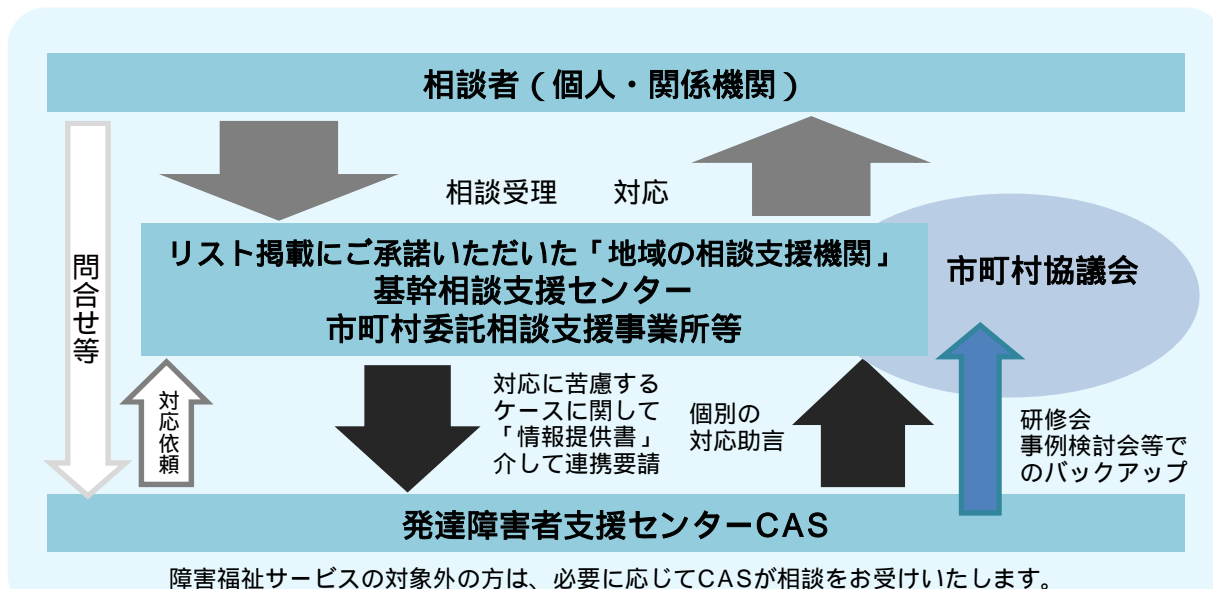 相談者（個人・関係機関）
相談受理　対応
問合せ等
リスト掲載にご承諾いただいた「地域の相談支援機関」
基幹相談支援センター
市町村委託相談支援事業所等
市町村協議会
対応依頼
対応に苦慮する
ケースに関して
「情報提供書」
介して連携要請
個別の
対応助言
研修会
事例検討会等で
のバックアップ
発達障害者支援センターCAS
障害福祉サービスの対象外の方は、必要に応じてCASが相談をお受けいたします。